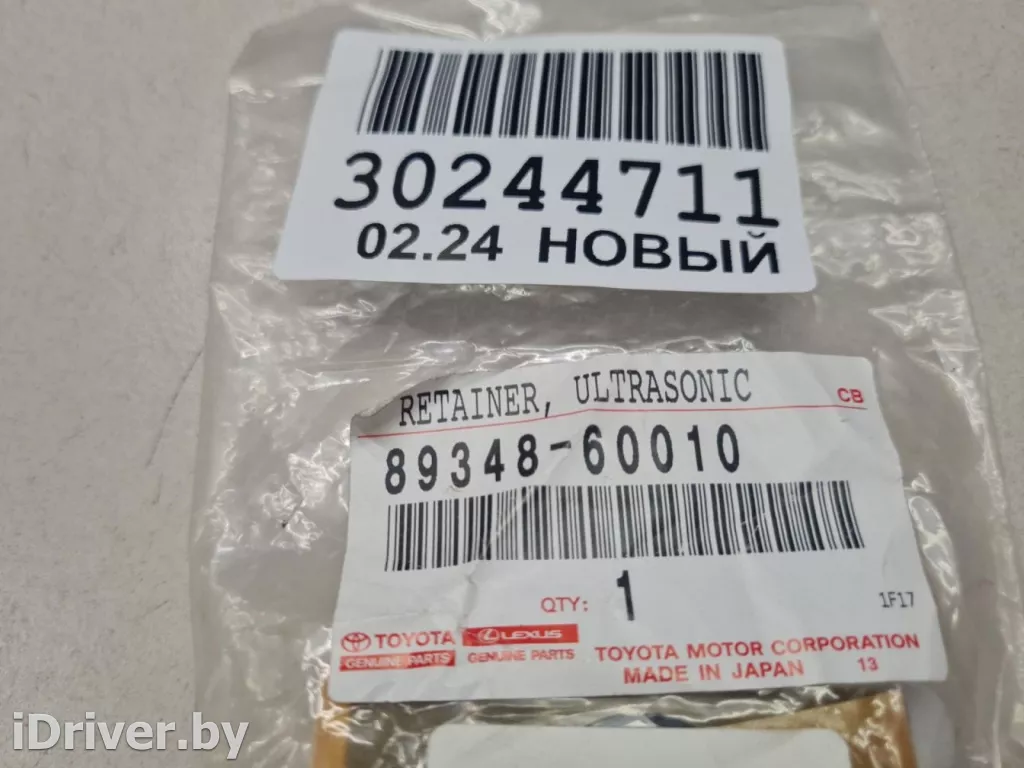 30244711
02.24 НОВЫЙ
RETAINER, ULTRASONIC CB
89348-60010
QTY: 1 1F17
TOYOTA LEXUS
GENUINE PARTS GENUINE PARTS
TOYOTA MOTOR CORPORATION
MADE IN JAPAN 13
iDriver.by